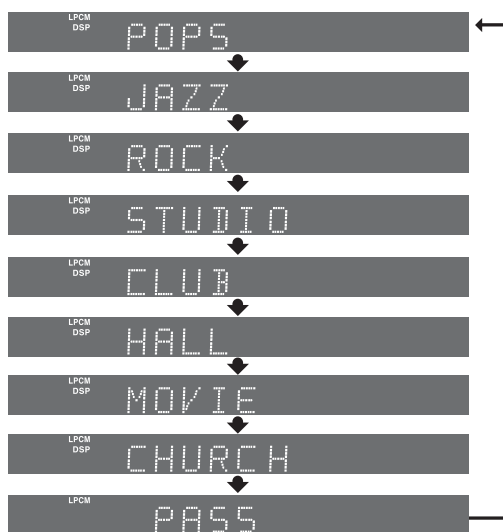 LPCM
DSP
POPS
LPCM
DSP
JAZZ
LPCM
DSP
ROCK
LPCM
DSP
STUDIO
LPCM
DSP
CLUB
LPCM
DSP
HALL
LPCM
DSP
MOVIE
LPCM
DSP
CHURCH
LPCM
PASS